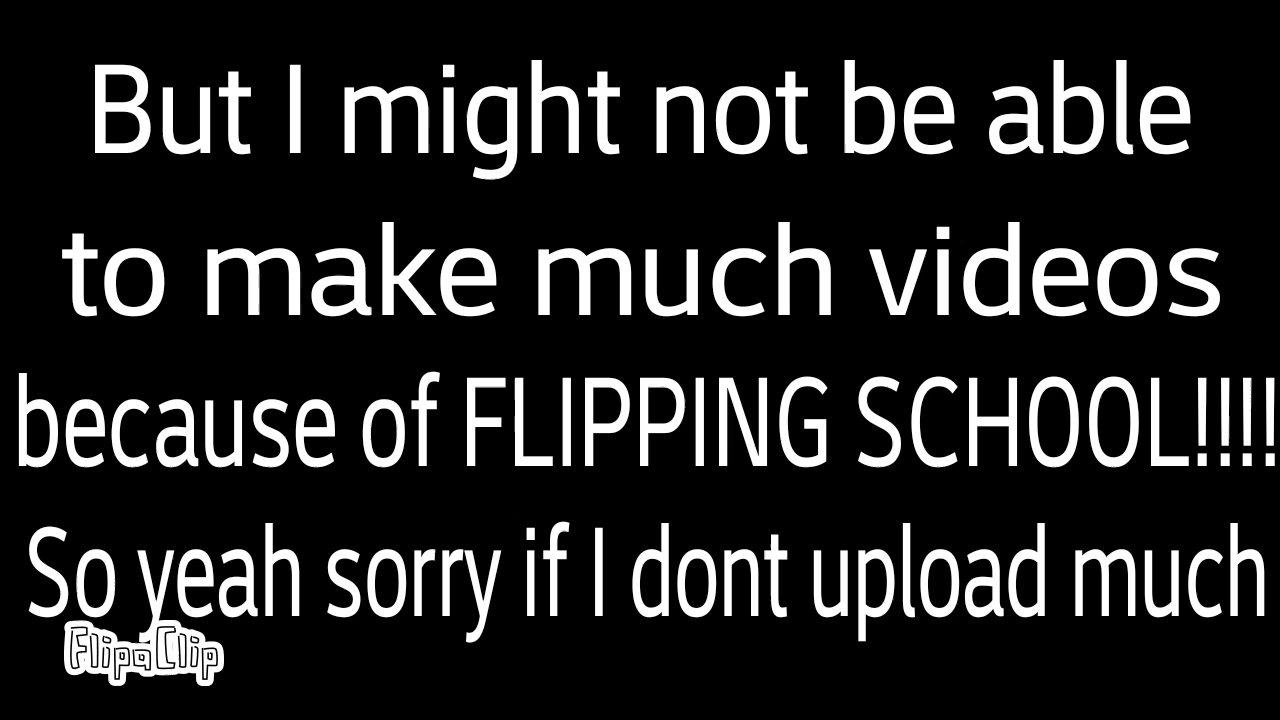 But I might not be able
to make much videos
because of FLIPPING SCHOOL!!!!
So yeah sorry if I dont upload much
FlipaClip